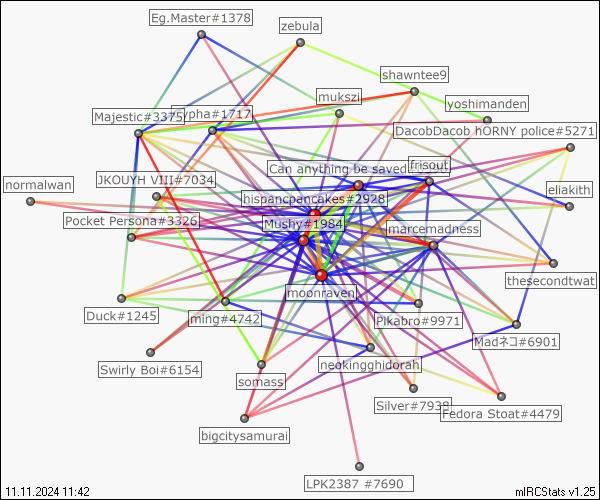 Eg.Master#1378
zebula
shawntee9
mukszi
yoshimanden
Majestic#3375
ypha#1717
DacobDacob hORNY police#5271
Can anything be saved
frisout
JKOUYH VIII#7034
normalwan
eliakith
hispancpancakes#2928
Pocket Persona#3326
Mushy#1984
marcemadness
thesecondtwat
moonraven
Duck#1245
ming#4742
Pikabro#9971
Madネコ#6901
Swirly Boi#6154
neokingghidorah
somass
Silver#7938
Fedora Stoat#4479
bigcitysamurai
LPK2387 #7690
11.11.2024 11:42
mIRCStats v1.25